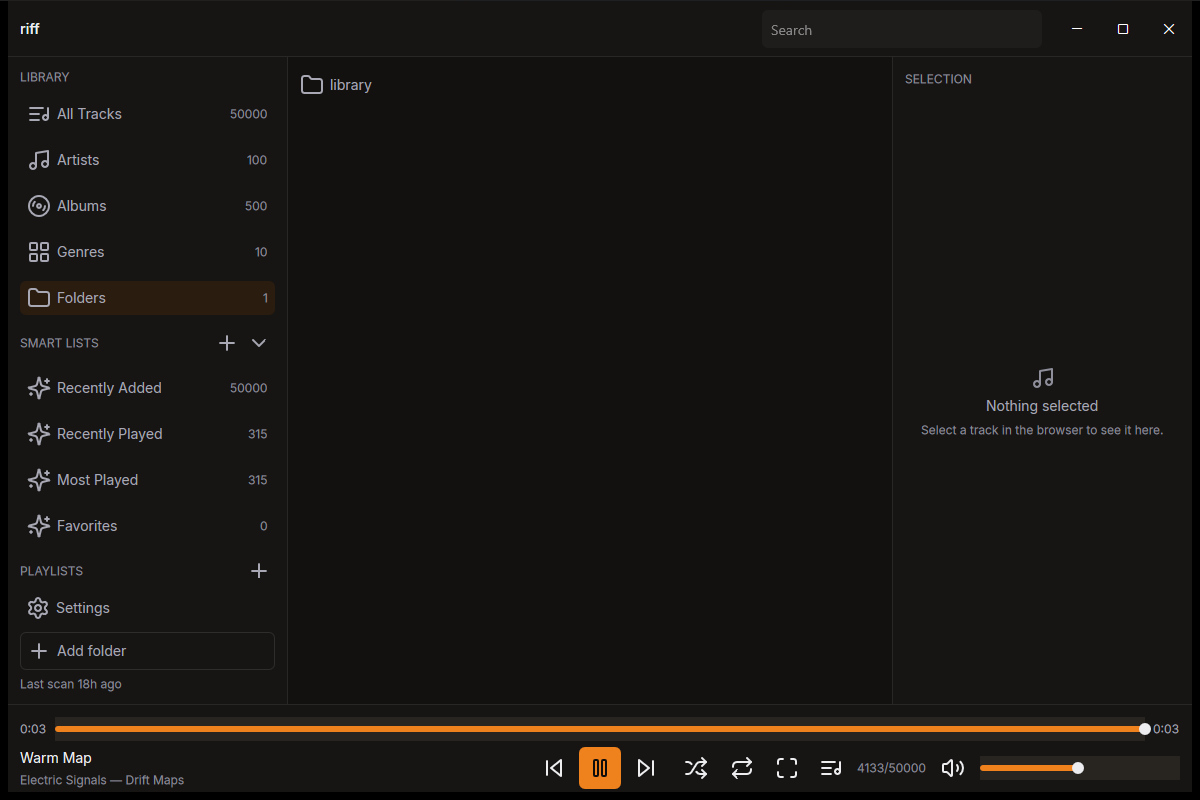 riff
Search
LIBRARY
All Tracks 50000
Artists 100
Albums 500
Genres 10
Folders 1
SMART LISTS
Recently Added 50000
Recently Played 315
Most Played 315
Favorites 0
PLAYLISTS
Settings
Add folder
Last scan 18h ago
library
SELECTION
Nothing selected
Select a track in the browser to see it here.
0:03 0:03
Warm Map
Electric Signals — Drift Maps
4133/50000